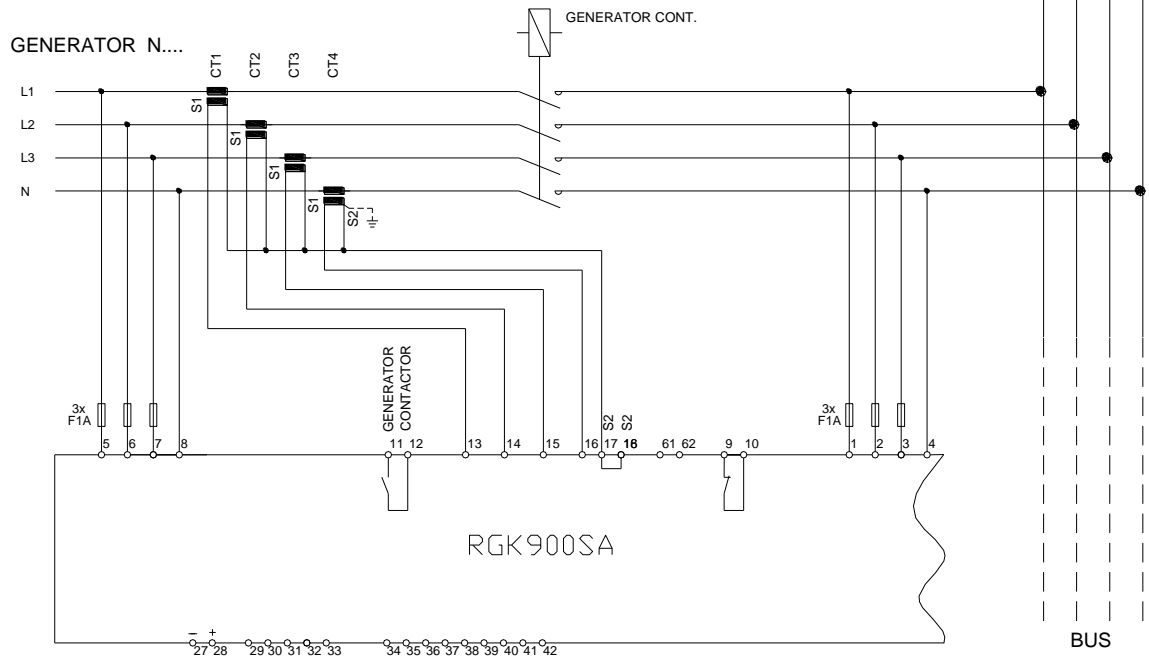 GENERATOR CONT.
GENERATOR N....
CT1
CT2
CT3
CT4
L1
L2
L3
N
S1
S1
S1
S1
S2
GENERATOR
CONTACTOR
3x
F1A
S2
S2
3x
F1A
5 6 7 8 11 12 13 14 15 16 17 18 61 62 9 10 1 2 3 4
RGK900SA
- +
27 28 29 30 31 32 33 34 35 36 37 38 39 40 41 42
BUS